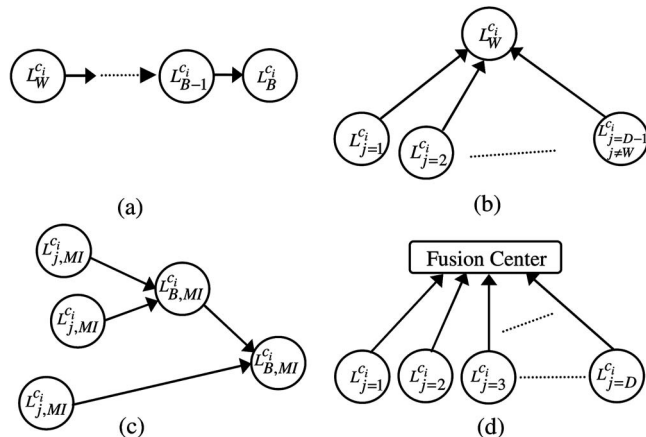 L_W^{c_i} L_{B-1}^{c_i} L_B^{c_i}
(a)
L_W^{c_i}
L_{j=1}^{c_i} L_{j=2}^{c_i} L_{j=D-1 j≠W}^{c_i}
(b)
L_{j,MI}^{c_i}
L_{B,MI}^{c_i}
L_{j,MI}^{c_i}
L_{B,MI}^{c_i}
L_{j,MI}^{c_i}
(c)
Fusion Center
L_{j=1}^{c_i} L_{j=2}^{c_i} L_{j=3}^{c_i} L_{j=D}^{c_i}
(d)